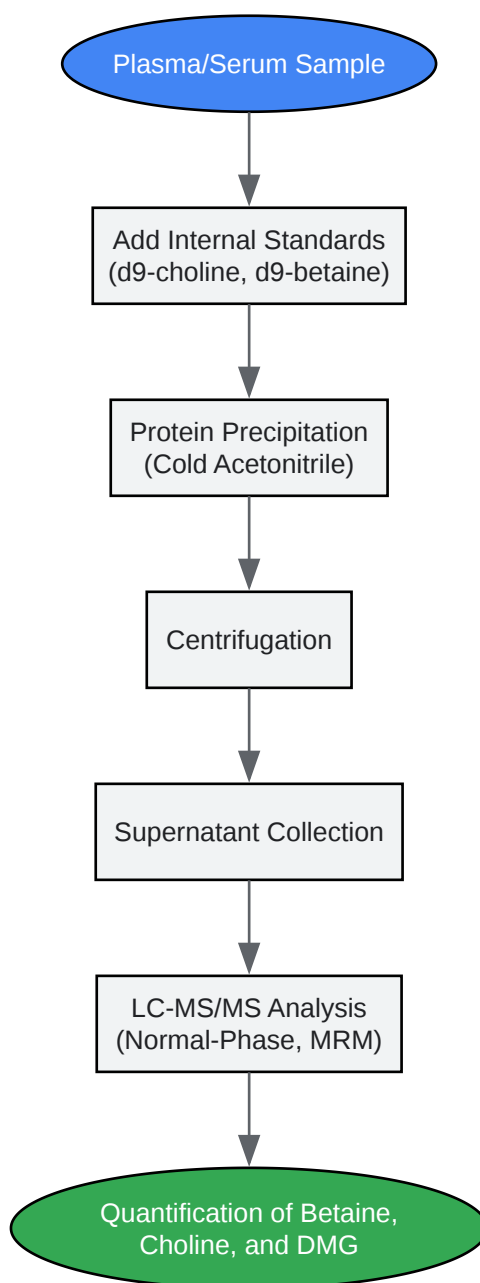 Plasma/Serum Sample
Add Internal Standards
(d9-choline, d9-betaine)
Protein Precipitation
(Cold Acetonitrile)
Centrifugation
Supernatant Collection
LC-MS/MS Analysis
(Normal-Phase, MRM)
Quantification of Betaine,
Choline, and DMG